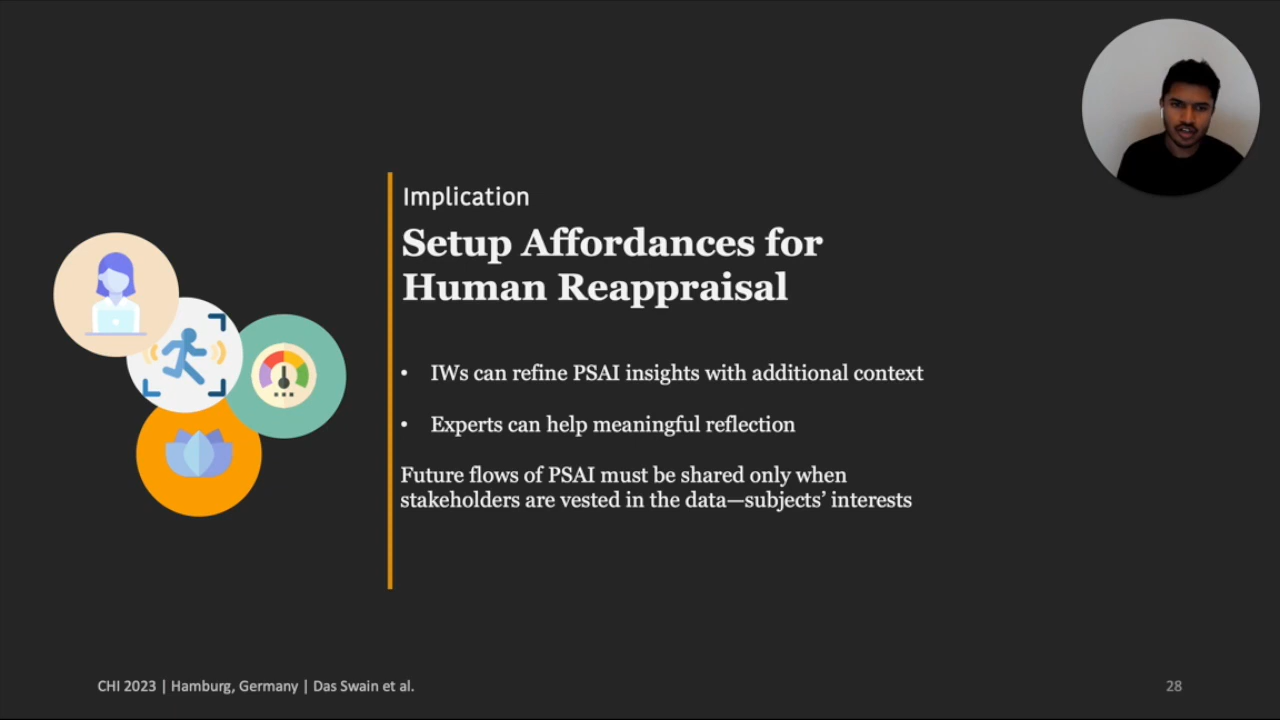 Implication
Setup Affordances for
Human Reappraisal
• IWs can refine PSAI insights with additional context
• Experts can help meaningful reflection
Future flows of PSAI must be shared only when
stakeholders are vested in the data—subjects’ interests
CHI 2023 | Hamburg, Germany | Das Swain et al.
28